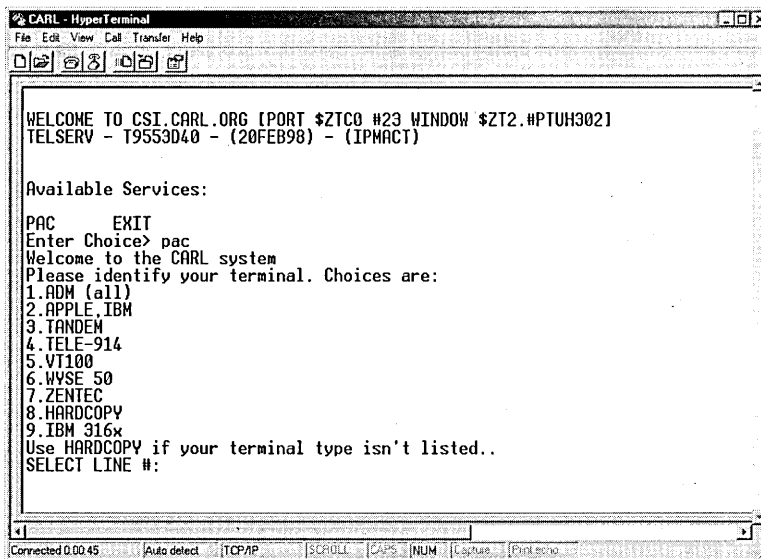 CARL - HyperTerminal
File Edit View Call Transfer Help
WELCOME TO CSI.CARL.ORG [PORT $ZTC0 #23 WINDOW $ZT2.#PTUH302]
TELSERV - T9553D40 - (20FEB98) - (IPMACT)
Available Services:
PAC EXIT
Enter Choice> pac
Welcome to the CARL system
Please identify your terminal. Choices are:
1.ADM (all)
2.APPLE,IBM
3.TANDEM
4.TELE-914
5.VT100
6.WYSE 50
7.ZENTEC
8.HARDCOPY
9.IBM 316x
Use HARDCOPY if your terminal type isn't listed..
SELECT LINE #:
Connected 0:00:45 Auto detect TCP/IP SCROLL CAPS NUM Capture Print echo